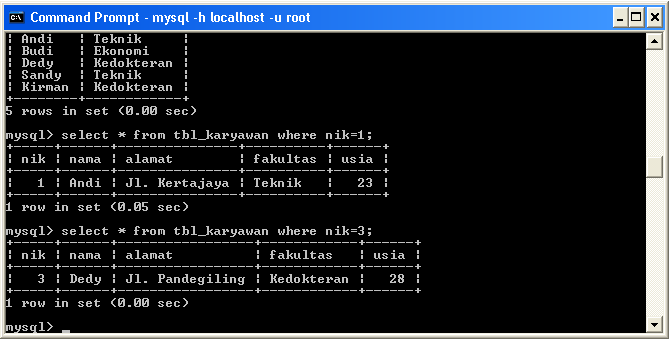 Command Prompt - mysql -h localhost -u root
| Andi   | Teknik     |
| Budi   | Ekonomi    |
| Dedy   | Kedokteran |
| Sandy  | Teknik     |
| Kirman | Kedokteran |
+--------+------------+
5 rows in set (0.00 sec)
mysql> select * from tbl_karyawan where nik=1;
+-----+------+---------------+----------+------+
| nik | nama | alamat        | fakultas | usia |
+-----+------+---------------+----------+------+
|   1 | Andi | Jl. Kertajaya | Teknik   |   23 |
+-----+------+---------------+----------+------+
1 row in set (0.05 sec)
mysql> select * from tbl_karyawan where nik=3;
+-----+------+-----------------+------------+------+
| nik | nama | alamat          | fakultas   | usia |
+-----+------+-----------------+------------+------+
|   3 | Dedy | Jl. Pandegiling | Kedokteran |   28 |
+-----+------+-----------------+------------+------+
1 row in set (0.00 sec)
mysql> _